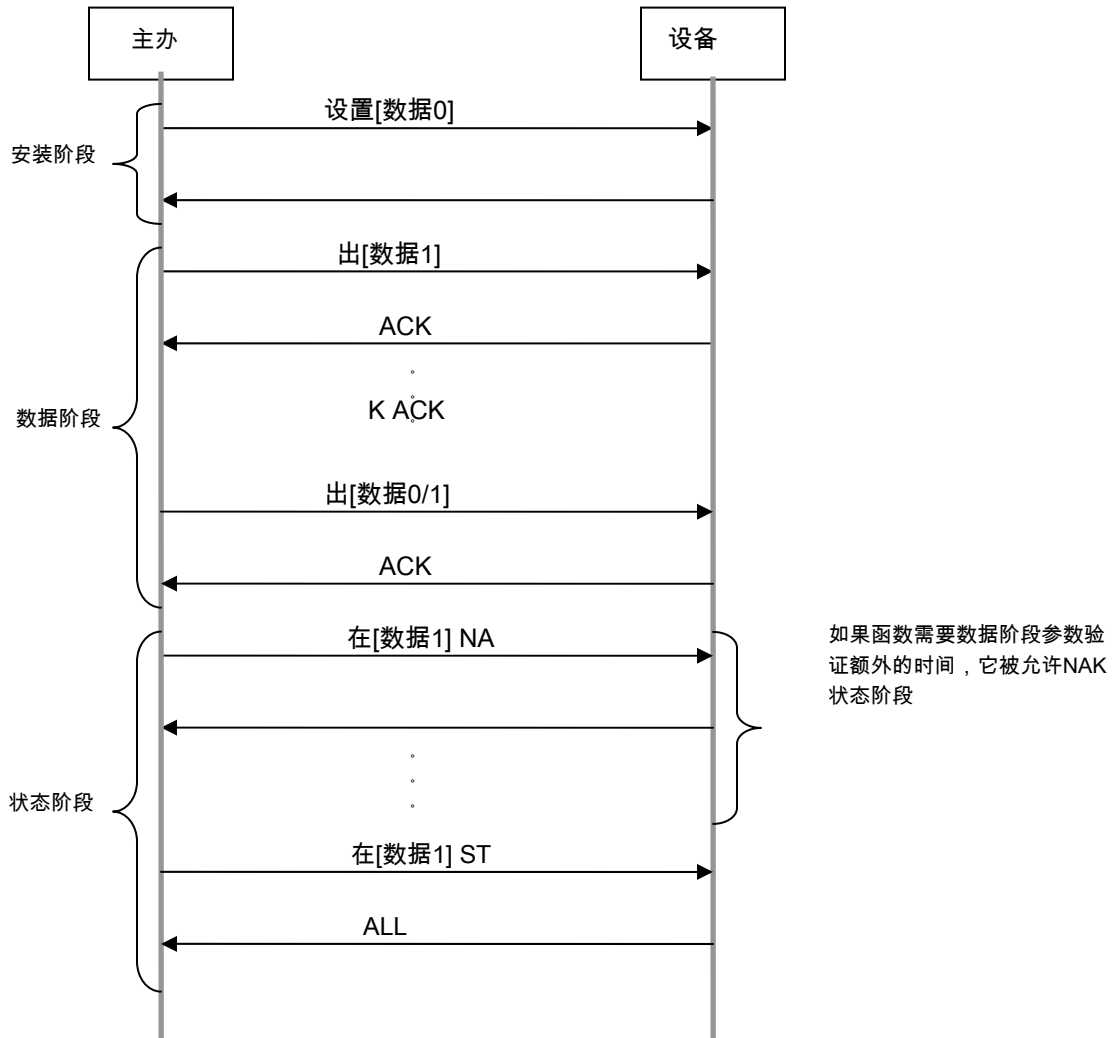 主办
设备
设置[数据0]
安装阶段
出[数据1]
ACK
。
。
K ACK
。
数据阶段
出[数据0/1]
ACK
在[数据1] NA
如果函数需要数据阶段参数验
证额外的时间，它被允许NAK
状态阶段
。
。
。
状态阶段
在[数据1] ST
ALL